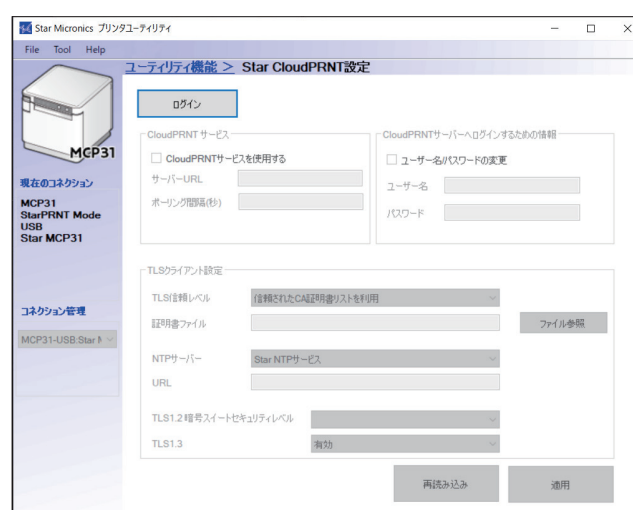 Star Micronics プリンタユーティリティ
File Tool Help
ユーティリティ機能 > Star CloudPRNT設定
ログイン
MCP31
現在のコネクション
MCP31
StarPRNT Mode
USB
Star MCP31
コネクション管理
MCP31-USB:Star
CloudPRNT サービス
CloudPRNTサービスを使用する
サーバーURL
ポーリング間隔(秒)
CloudPRNTサーバーへログインするための情報
ユーザー名/パスワードの変更
ユーザー名
パスワード
TLSクライアント設定
TLS信頼レベル 信頼されたCA証明書リストを利用
証明書ファイル ファイル参照
NTPサーバー Star NTPサービス
URL
TLS1.2 暗号スイートセキュリティレベル
TLS1.3 有効
再読み込み 適用